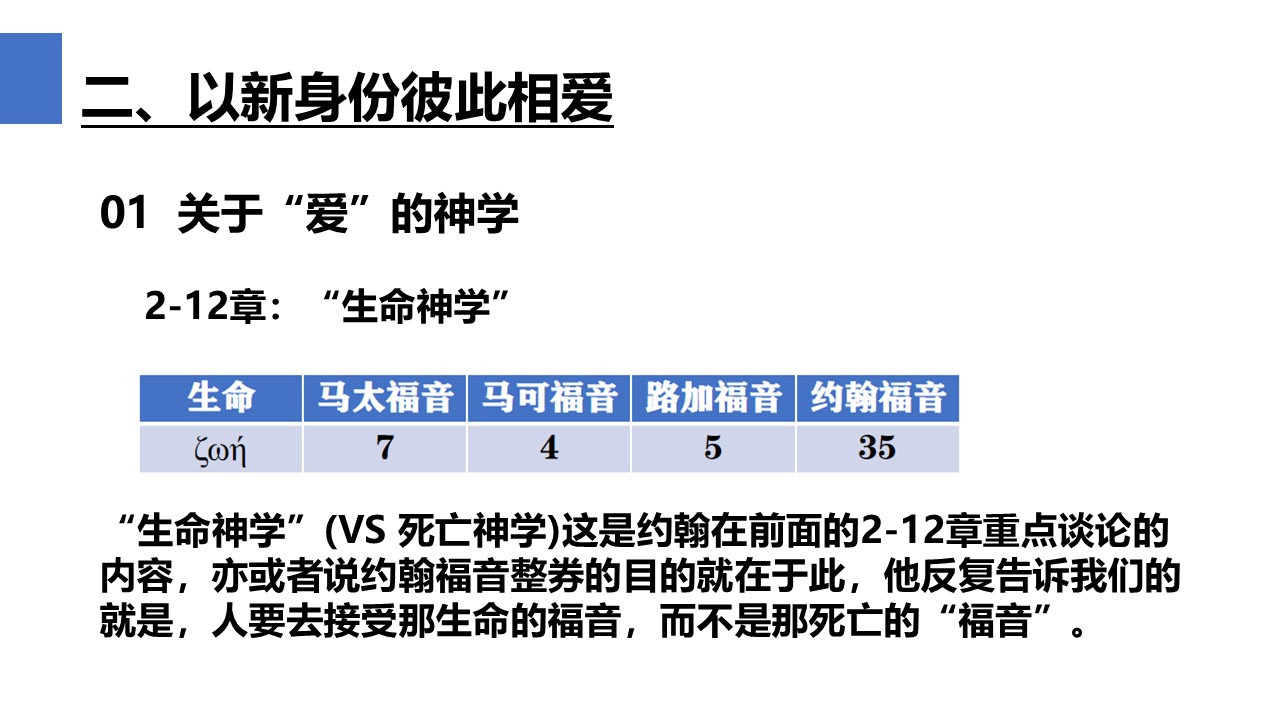 二、以新身份彼此相爱
01 关于“爱”的神学
2-12章：“生命神学”
生命 马太福音 马可福音 路加福音 约翰福音
ζωή 7 4 5 35
“生命神学”(VS 死亡神学)这是约翰在前面的2-12章重点谈论的
内容，亦或者说约翰福音整券的目的就在于此，他反复告诉我们的
就是，人要去接受那生命的福音，而不是那死亡的“福音”。